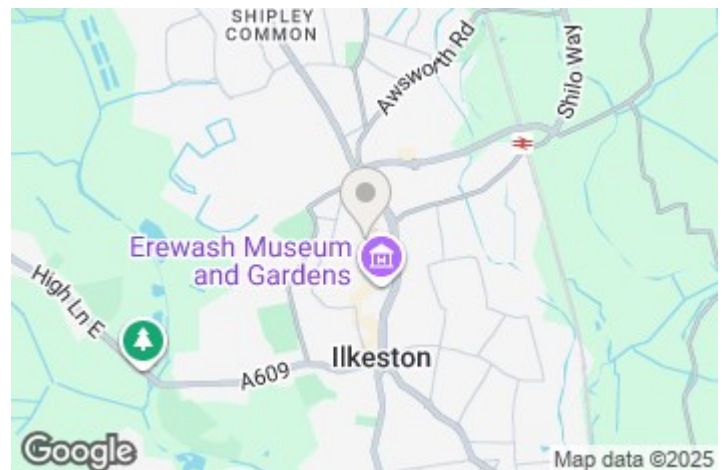 SHIPLEY
COMMON
Awsworth Rd
Shilo Way
Erewash Museum
and Gardens
High Ln E
Ilkeston
A609
Google
Map data ©2025